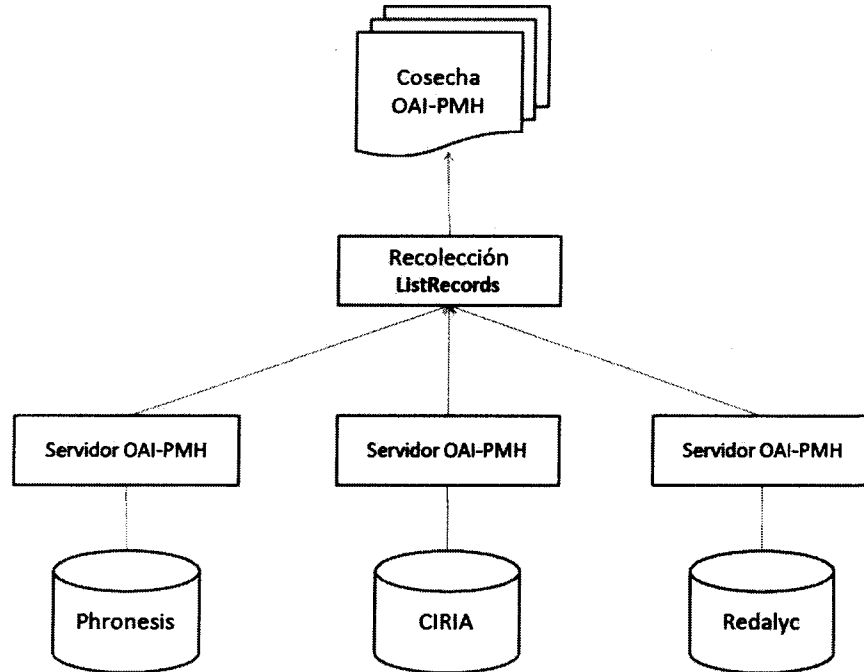 Cosecha
OAI-PMH
Recolección
ListRecords
Servidor OAI-PMH
Servidor OAI-PMH
Servidor OAI-PMH
Phronesis
CIRIA
Redalyc